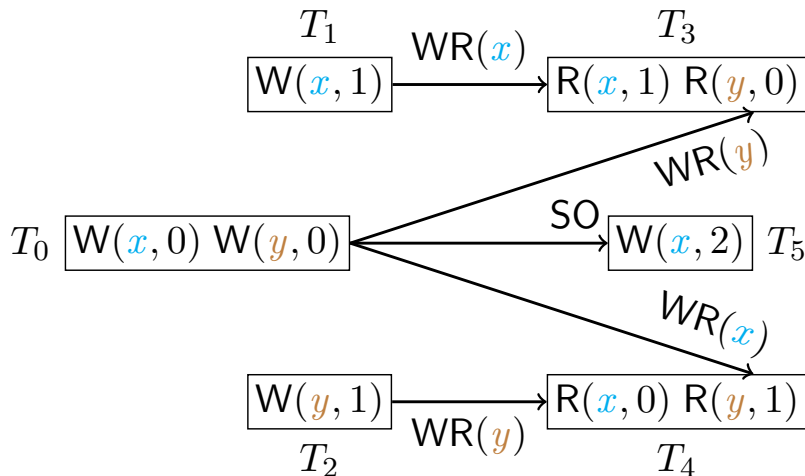 T₁ WR(x) T₃
W(x, 1) R(x, 1) R(y, 0)
WR(y)
SO
T₀ W(x, 0) W(y, 0) W(x, 2) T₅
WR(x)
W(y, 1) R(x, 0) R(y, 1)
WR(y)
T₂ T₄